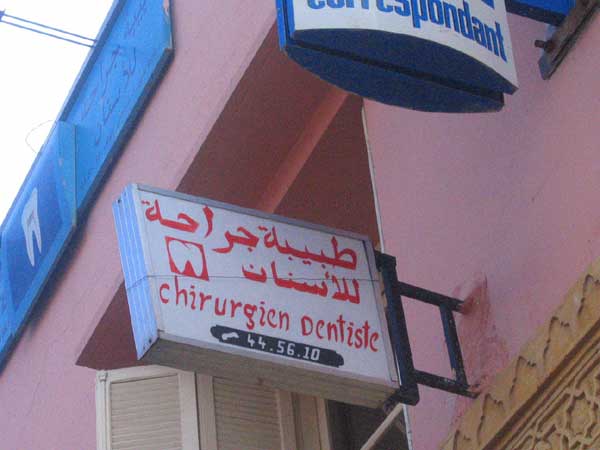 correspondant
طبيبة جراحة
للأسنان
chirurgien Dentiste
44.56.10